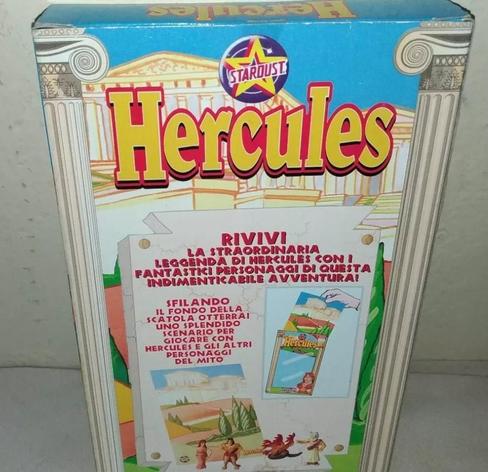 Hercules
STARDUST
Hercules
RIVIVI
LA STRAORDINARIA
LEGGENDA DI HERCULES CON I
FANTASTICI PERSONAGGI DI QUESTA
INDIMENTICABILE AVVENTURA!
SFILANDO
IL FONDO DELLA
SCATOLA OTTERRAI
UNO SPLENDIDO
SCENARIO PER
GIOCARE CON
HERCULES E GLI ALTRI
PERSONAGGI
DEL MITO
Hercules